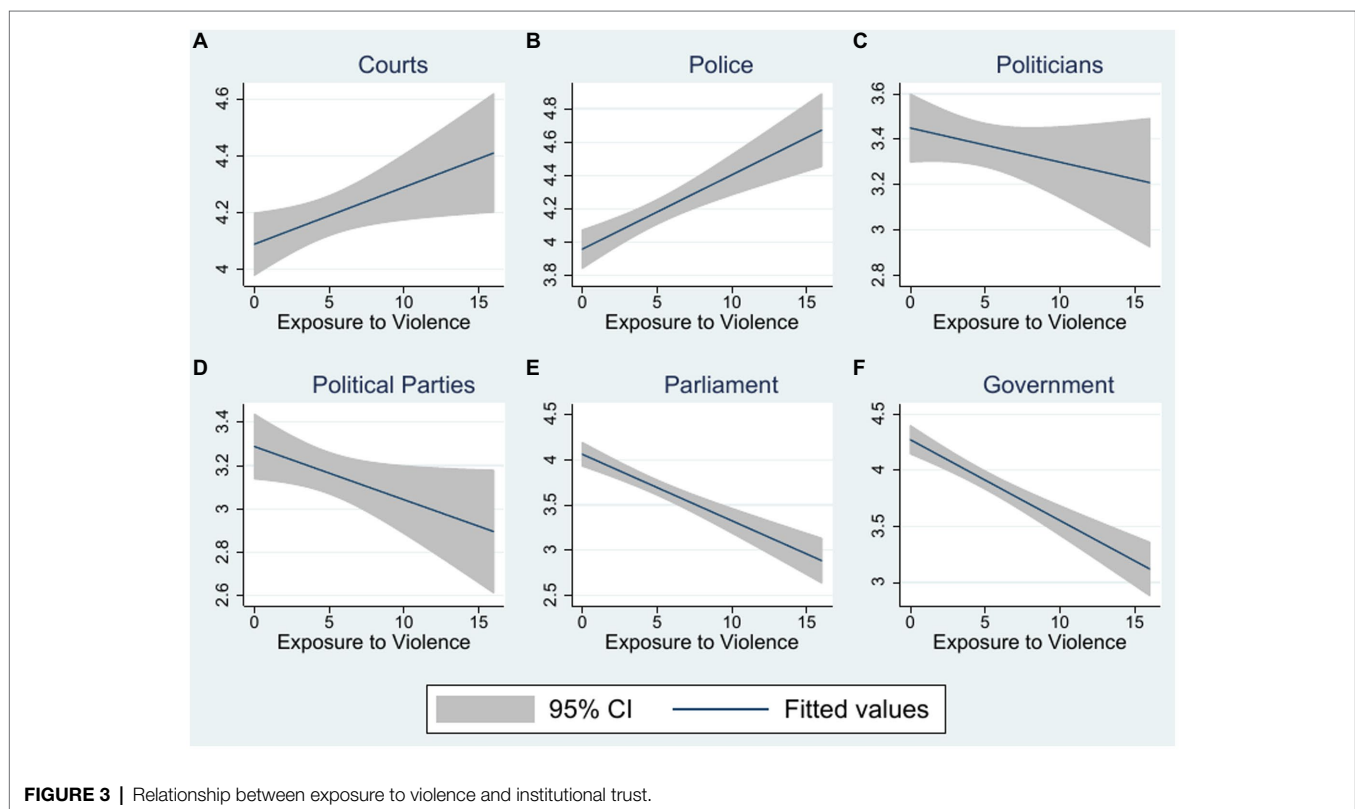 A
Courts
4.6
4.4
4.2
4
0 5 10 15
Exposure to Violence
B
Police
4.8
4.6
4.4
4.2
4
3.8
0 5 10 15
Exposure to Violence
C
Politicians
3.6
3.4
3.2
3
2.8
0 5 10 15
Exposure to Violence
D
Political Parties
3.4
3.2
3
2.8
2.6
0 5 10 15
Exposure to Violence
E
Parliament
4.5
4
3.5
3
2.5
0 5 10 15
Exposure to Violence
F
Government
4.5
4
3.5
3
0 5 10 15
Exposure to Violence
95% CI Fitted values
FIGURE 3 | Relationship between exposure to violence and institutional trust.